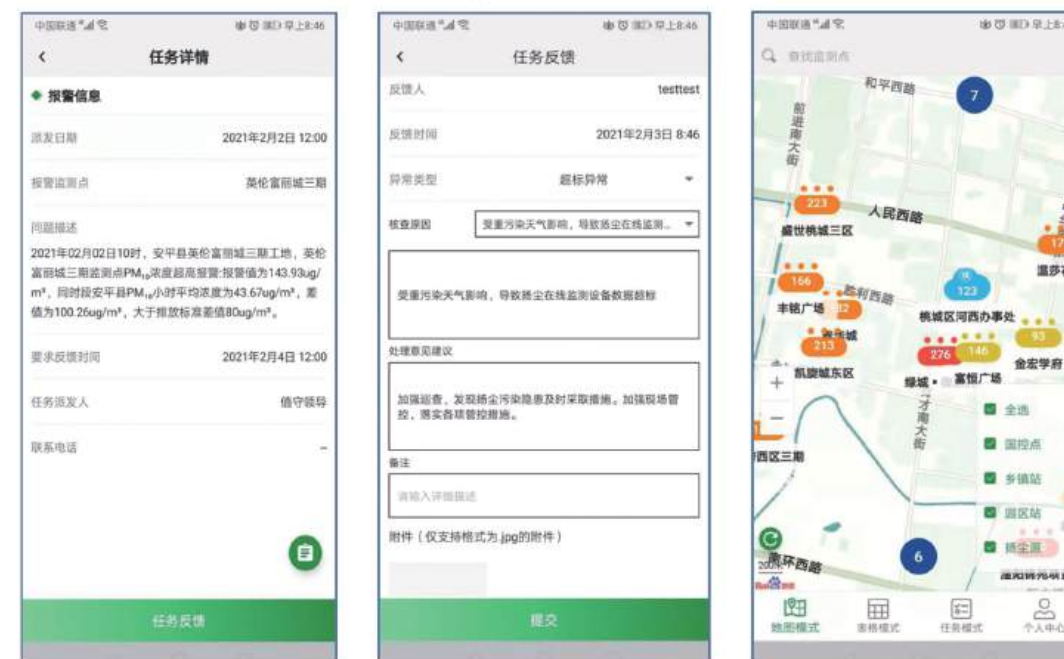 中国联通
早上8:46
任务详情
报警信息
派发日期
2021年2月2日 12:00
报警监测点
英伦富丽城三期
问题描述
2021年02月02日10时，安平县英伦富丽城三期工地，英伦
富丽城三期监测点PM₁₀浓度超高报警:报警值为143.93ug/
m³，同时段安平县PM₁₀小时平均浓度为43.67ug/m³，差
值为100.26ug/m³，大于排放标准差值80ug/m³。
要求反馈时间
2021年2月4日 12:00
任务派发人
值守领导
联系电话
–
任务反馈
中国联通
早上8:46
任务反馈
反馈人
testtest
反馈时间
2021年2月3日 8:46
异常类型
超标异常
核查原因
受重污染天气影响，导致扬尘在线监测..
受重污染天气影响，导致扬尘在线监测设备数据超标
处理意见建议
加强巡查，发现扬尘污染隐患及时采取措施。加强现场管
控，落实各项管控措施。
备注
请输入详细描述
附件（仅支持格式为.jpg的附件）
提交
中国联通
早上8:
查找监测点
和平西路
7
前进南大街
223
人民西路
盛世桃城三区
17
温莎
166
胜利西路
123
丰铭广场
桃城区河西办事处
213
276
146
93
金宏学府
凯旋城东区
绿城
富恒广场
全选
国控点
乡镇站
西区三期
园区站
扬尘源
6
南环西路
地图模式
表格模式
任务模式
个人中心